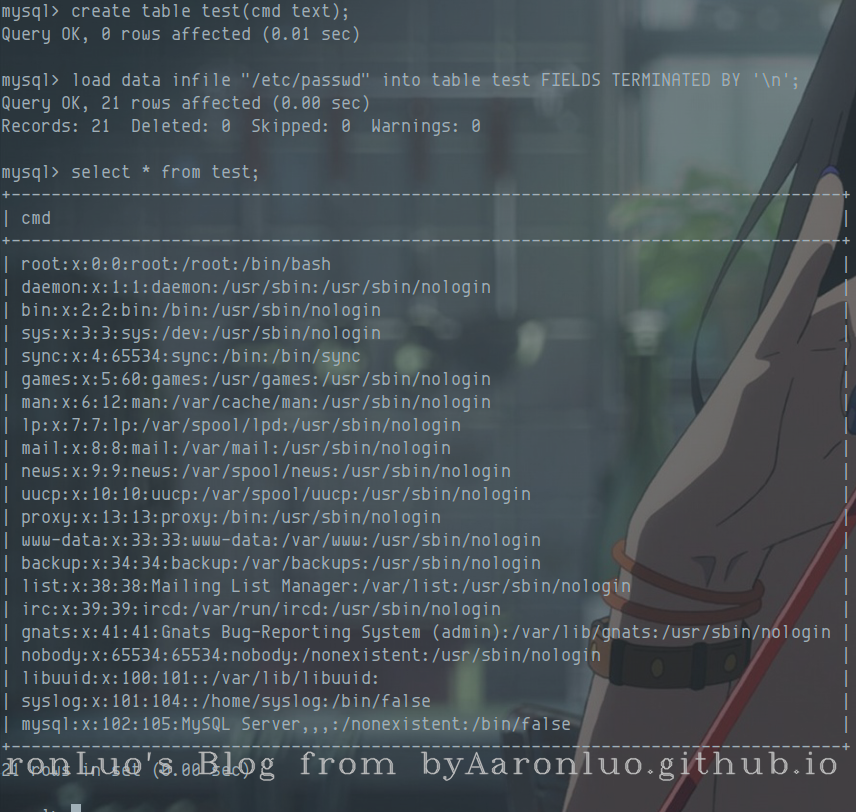 mysql> create table test(cmd text);
Query OK, 0 rows affected (0.01 sec)
mysql> load data infile "/etc/passwd" into table test FIELDS TERMINATED BY '\n';
Query OK, 21 rows affected (0.00 sec)
Records: 21  Deleted: 0  Skipped: 0  Warnings: 0
mysql> select * from test;
+-----------------------------------------------------------------------------------+
| cmd                                                                               |
+-----------------------------------------------------------------------------------+
| root:x:0:0:root:/root:/bin/bash                                                   |
| daemon:x:1:1:daemon:/usr/sbin:/usr/sbin/nologin                                   |
| bin:x:2:2:bin:/bin:/usr/sbin/nologin                                              |
| sys:x:3:3:sys:/dev:/usr/sbin/nologin                                              |
| sync:x:4:65534:sync:/bin:/bin/sync                                                |
| games:x:5:60:games:/usr/games:/usr/sbin/nologin                                   |
| man:x:6:12:man:/var/cache/man:/usr/sbin/nologin                                   |
| lp:x:7:7:lp:/var/spool/lpd:/usr/sbin/nologin                                      |
| mail:x:8:8:mail:/var/mail:/usr/sbin/nologin                                       |
| news:x:9:9:news:/var/spool/news:/usr/sbin/nologin                                 |
| uucp:x:10:10:uucp:/var/spool/uucp:/usr/sbin/nologin                               |
| proxy:x:13:13:proxy:/bin:/usr/sbin/nologin                                        |
| www-data:x:33:33:www-data:/var/www:/usr/sbin/nologin                              |
| backup:x:34:34:backup:/var/backups:/usr/sbin/nologin                              |
| list:x:38:38:Mailing List Manager:/var/list:/usr/sbin/nologin                     |
| irc:x:39:39:ircd:/var/run/ircd:/usr/sbin/nologin                                  |
| gnats:x:41:41:Gnats Bug-Reporting System (admin):/var/lib/gnats:/usr/sbin/nologin |
| nobody:x:65534:65534:nobody:/nonexistent:/usr/sbin/nologin                        |
| libuuid:x:100:101::/var/lib/libuuid:                                              |
| syslog:x:101:104::/home/syslog:/bin/false                                         |
| mysql:x:102:105:MySQL Server,,,:/nonexistent:/bin/false                           |
+-----------------------------------------------------------------------------------+
ronLuo's Blog from byAaronluo.github.io
21 rows in set (0.00 sec)